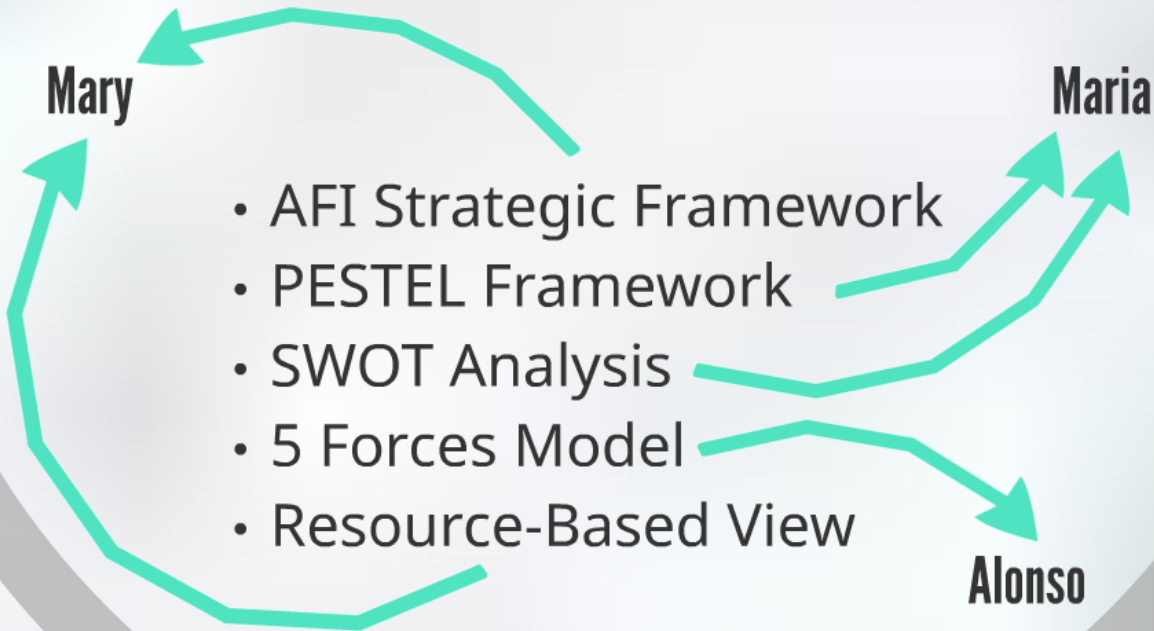 Mary
Maria
• AFI Strategic Framework
• PESTEL Framework
• SWOT Analysis
• 5 Forces Model
• Resource-Based View
Alonso